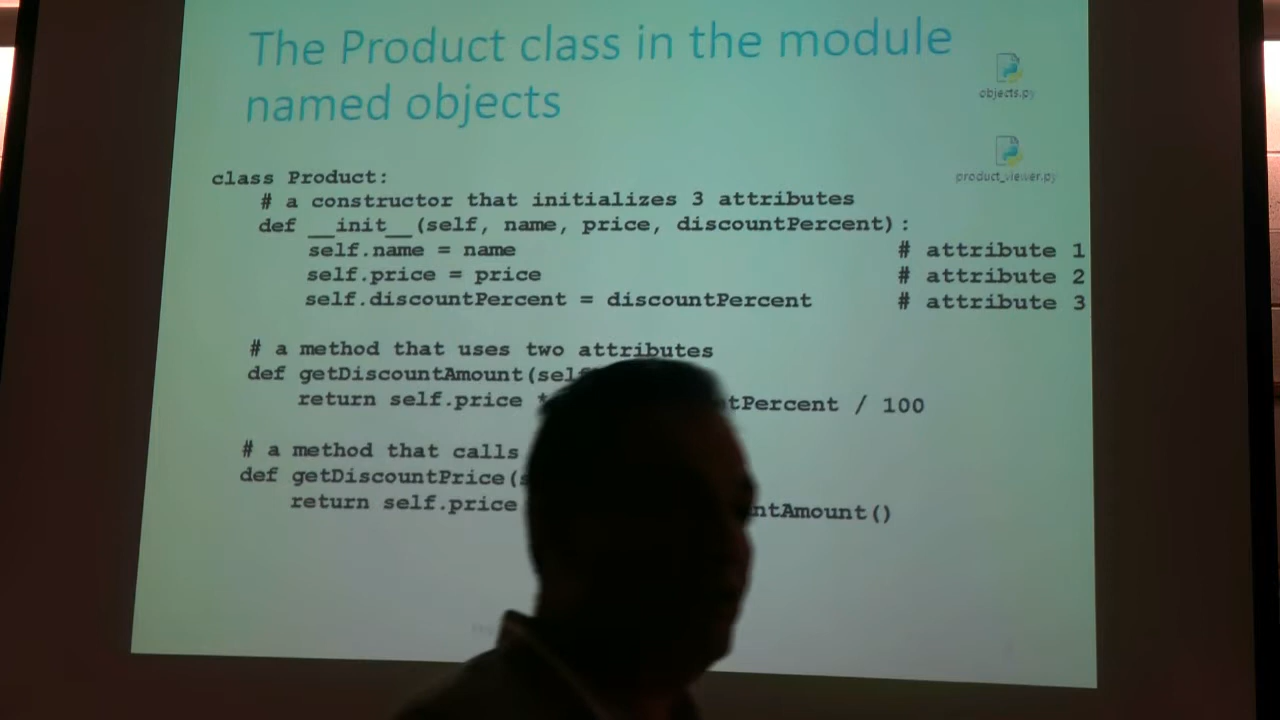 The Product class in the module
named objects
objects.py
product_viewer.py
class Product:
# a constructor that initializes 3 attributes
def __init__(self, name, price, discountPercent):
self.name = name # attribute 1
self.price = price # attribute 2
self.discountPercent = discountPercent # attribute 3
# a method that uses two attributes
def getDiscountAmount(self
return self.price * tPercent / 100
# a method that calls
def getDiscountPrice(s
return self.price ntAmount()